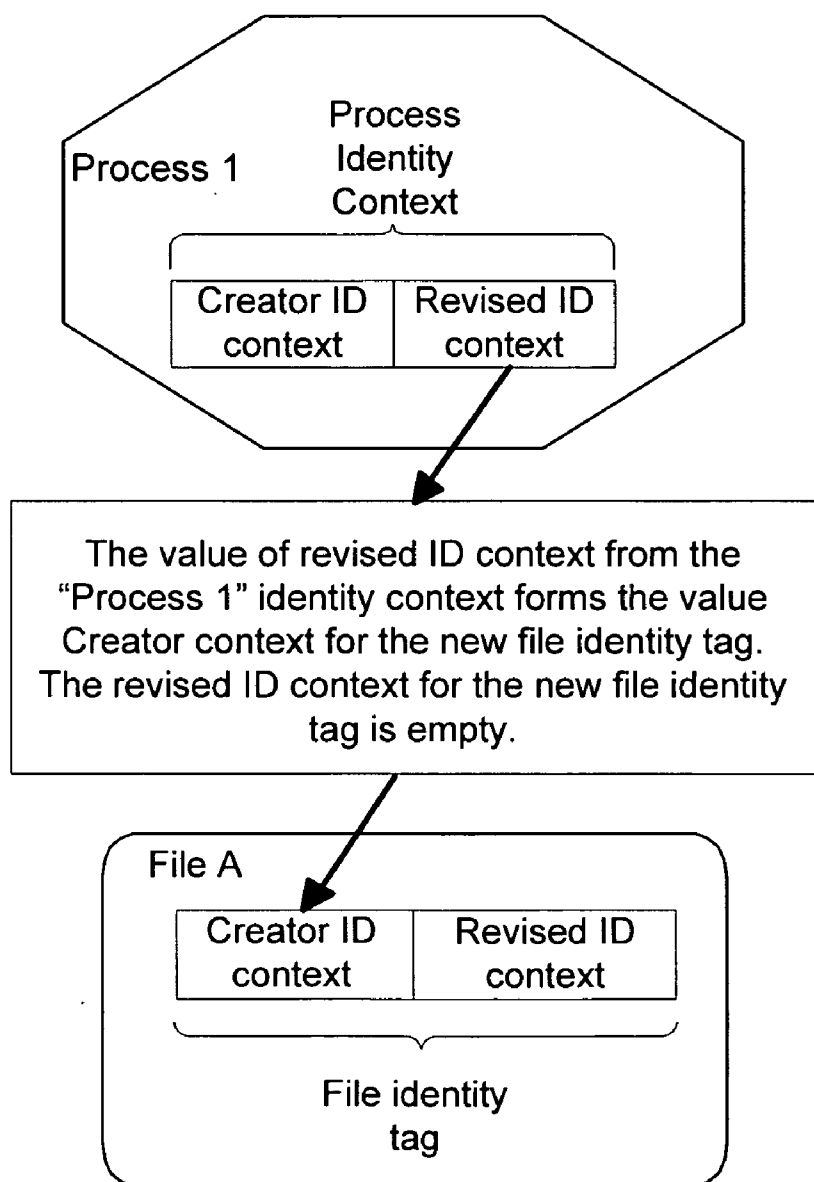 Process
Identity
Context
Process 1
Creator ID
context
Revised ID
context
The value of revised ID context from the
“Process 1” identity context forms the value
Creator context for the new file identity tag.
The revised ID context for the new file identity
tag is empty.
File A
Creator ID
context
Revised ID
context
File identity
tag